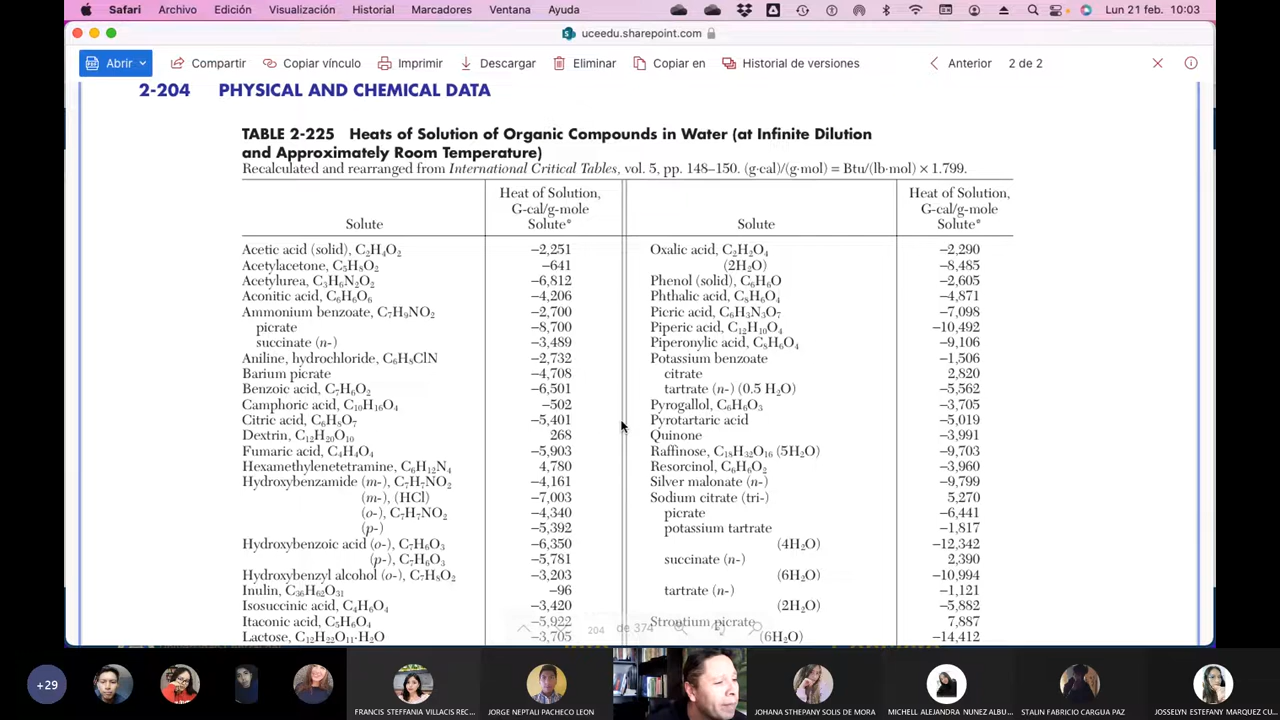 Safari Archivo Edición Visualización Historial Marcadores Ventana Ayuda Lun 21 feb. 10:03
uceedu.sharepoint.com
Abrir Compartir Copiar vínculo Imprimir Descargar Eliminar Copiar en Historial de versiones Anterior 2 de 2
2-204 PHYSICAL AND CHEMICAL DATA
TABLE 2-225 Heats of Solution of Organic Compounds in Water (at Infinite Dilution
and Approximately Room Temperature)
Recalculated and rearranged from International Critical Tables, vol. 5, pp. 148–150. (g·cal)/(g·mol) = Btu/(lb·mol) × 1.799.
Solute Heat of Solution, G-cal/g-mole Solute* Solute Heat of Solution, G-cal/g-mole Solute*
Acetic acid (solid), C₂H₄O₂ −2,251 Oxalic acid, C₂H₂O₄ −2,290
Acetylacetone, C₅H₈O₂ −641 (2H₂O) −8,485
Acetylurea, C₃H₆N₂O₂ −6,812 Phenol (solid), C₆H₆O −2,605
Aconitic acid, C₆H₆O₆ −4,206 Phthalic acid, C₈H₆O₄ −4,871
Ammonium benzoate, C₇H₉NO₂ −2,700 Picric acid, C₆H₃N₃O₇ −7,098
picrate −8,700 Piperic acid, C₁₂H₁₀O₄ −10,492
succinate (n-) −3,489 Piperonylic acid, C₈H₆O₄ −9,106
Aniline, hydrochloride, C₆H₈ClN −2,732 Potassium benzoate −1,506
Barium picrate −4,708 citrate 2,820
Benzoic acid, C₇H₆O₂ −6,501 tartrate (n-) (0.5 H₂O) −5,562
Camphoric acid, C₁₀H₁₆O₄ −502 Pyrogallol, C₆H₆O₃ −3,705
Citric acid, C₆H₈O₇ −5,401 Pyrotartaric acid −5,019
Dextrin, C₁₂H₂₀O₁₀ 268 Quinone −3,991
Fumaric acid, C₄H₄O₄ −5,903 Raffinose, C₁₈H₃₂O₁₆ (5H₂O) −9,703
Hexamethylenetetramine, C₆H₁₂N₄ 4,780 Resorcinol, C₆H₆O₂ −3,960
Hydroxybenzamide (m-), C₇H₇NO₂ −4,161 Silver malonate (n-) −9,799
(m-), (HCl) −7,003 Sodium citrate (tri-) 5,270
(o-), C₇H₇NO₂ −4,340 picrate −6,441
(p-) −5,392 potassium tartrate −1,817
Hydroxybenzoic acid (o-), C₇H₆O₃ −6,350 (4H₂O) −12,342
(p-), C₇H₆O₃ −5,781 succinate (n-) 2,390
Hydroxybenzyl alcohol (o-), C₇H₈O₂ −3,203 (6H₂O) −10,994
Inulin, C₃₆H₆₂O₃₁ −96 tartrate (n-) −1,121
Isosuccinic acid, C₄H₆O₄ −3,420 (2H₂O) −5,882
Itaconic acid, C₅H₆O₄ −5,922 Strontium picrate 7,887
204 de 374
Lactose, C₁₂H₂₂O₁₁·H₂O −3,705 (6H₂O) −14,412
+29
FRANCIS STEFFANIA VILLACIS REC... JORGE NEPTALI PACHECO LEON JOHANA STHEPANY SOLIS DE MORA MICHELL ALEJANDRA NUNEZ ALBU... STALIN FABRICIO CARGUA PAZ JOSSELYN ESTEFANY MARQUEZ CU...